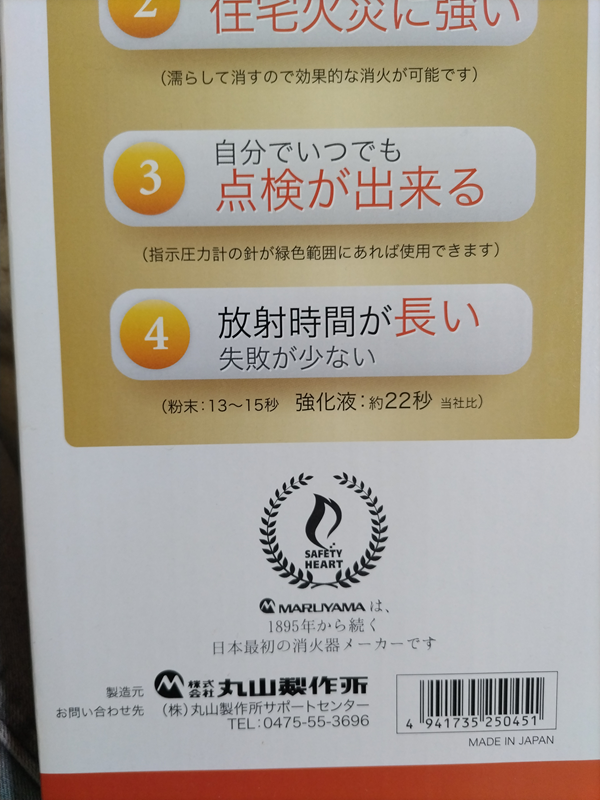 2
住宅火災に強い
（濡らして消すので効果的な消火が可能です）
3
自分でいつでも
点検が出来る
（指示圧力計の針が緑色範囲にあれば使用できます）
4
放射時間が長い
失敗が少ない
（粉末：13〜15秒　強化液：約22秒 当社比）
SAFETY
HEART
MARUYAMA は、
1895年から続く
日本最初の消火器メーカーです
製造元 株式会社 丸山製作所
お問い合わせ先 （株）丸山製作所サポートセンター
TEL：0475-55-3696
4 941735 250451
MADE IN JAPAN